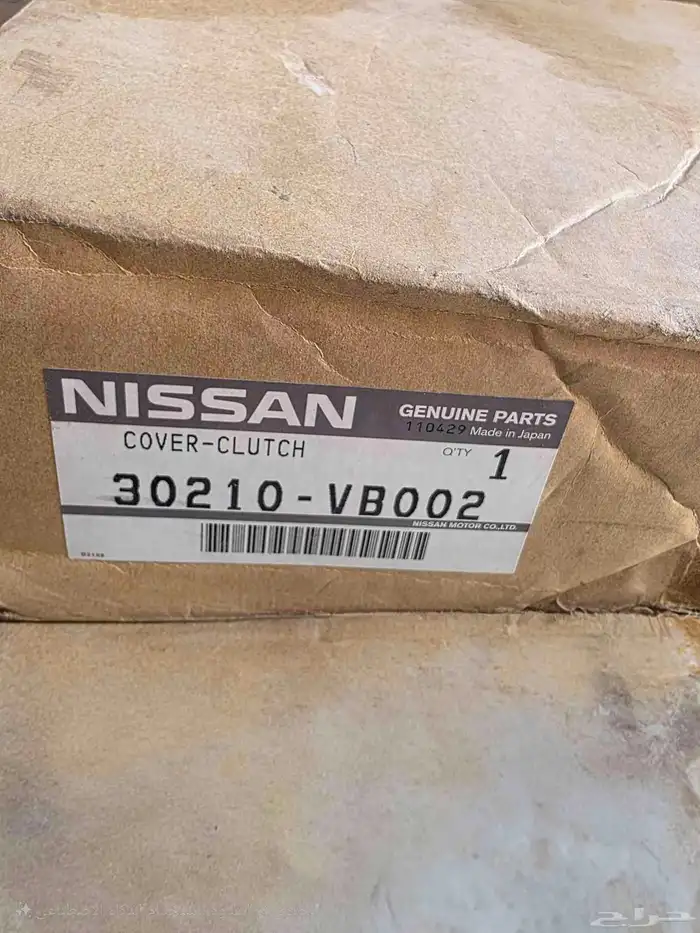 NISSAN
GENUINE PARTS
110429 Made in Japan
COVER-CLUTCH
Q'TY 1
30210-VB002
NISSAN MOTOR CO.,LTD.
حراج